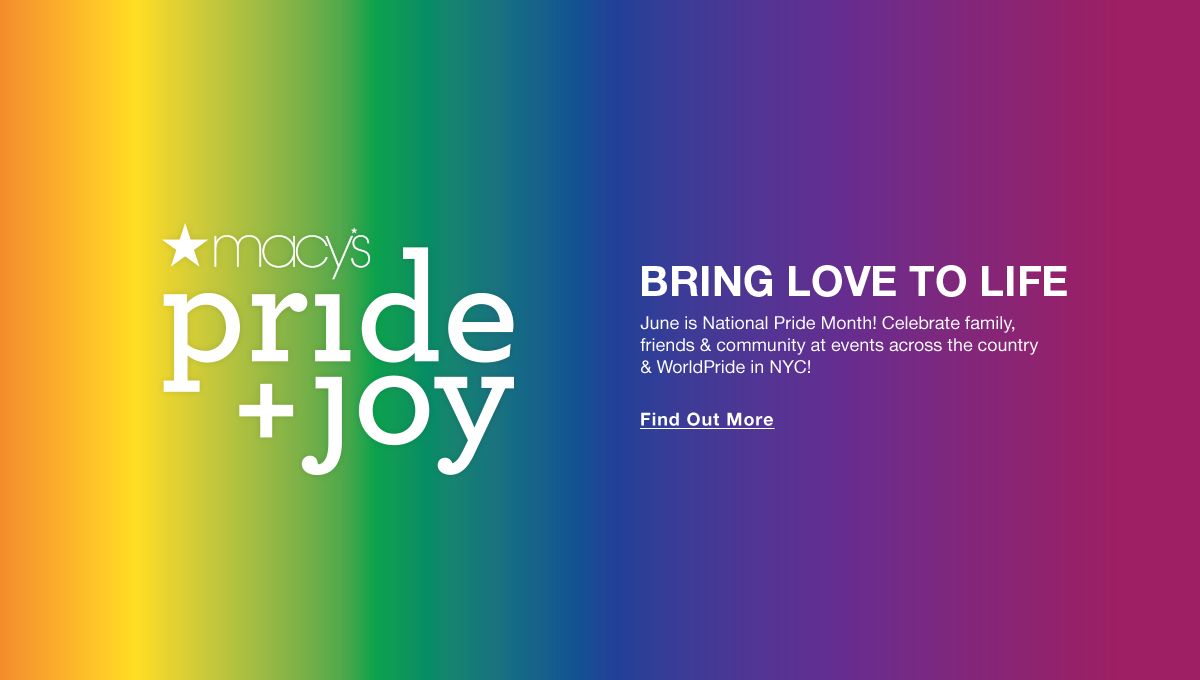 macy's
pride
+joy
BRING LOVE TO LIFE
June is National Pride Month! Celebrate family,
friends & community at events across the country
& WorldPride in NYC!
Find Out More